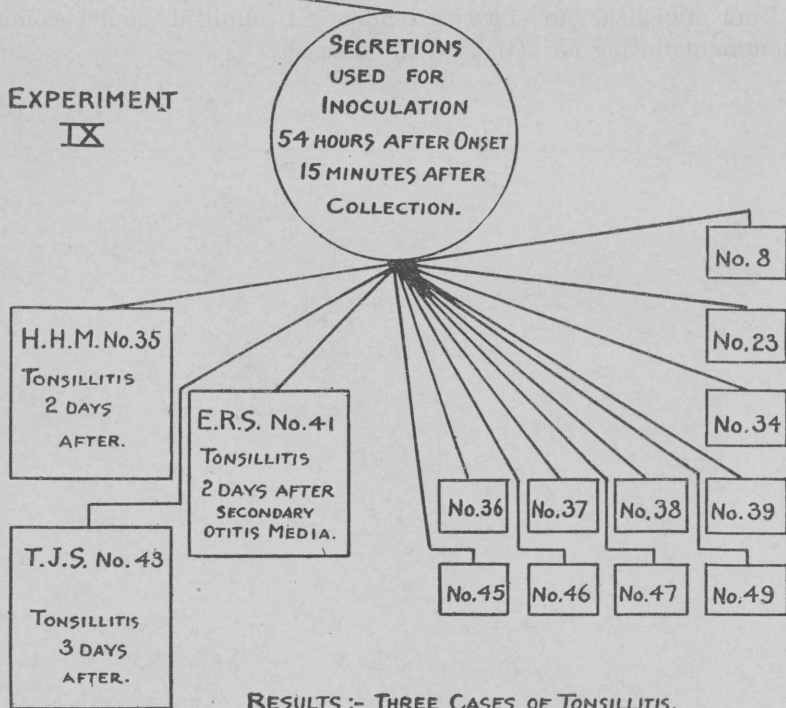 EXPERIMENT
IX
SECRETIONS
USED FOR
INOCULATION
54 HOURS AFTER ONSET
15 MINUTES AFTER
COLLECTION.
H.H.M. No.35
TONSILLITIS
2 DAYS
AFTER.
T.J.S. No. 43
TONSILLITIS
3 DAYS
AFTER.
E.R.S. No.41
TONSILLITIS
2 DAYS AFTER
SECONDARY
OTITIS MEDIA.
No. 8
No. 23
No. 34
No. 36
No. 37
No. 38
No. 39
No. 45
No. 46
No. 47
No. 49
RESULTS :- THREE CASES OF TONSILLITIS.